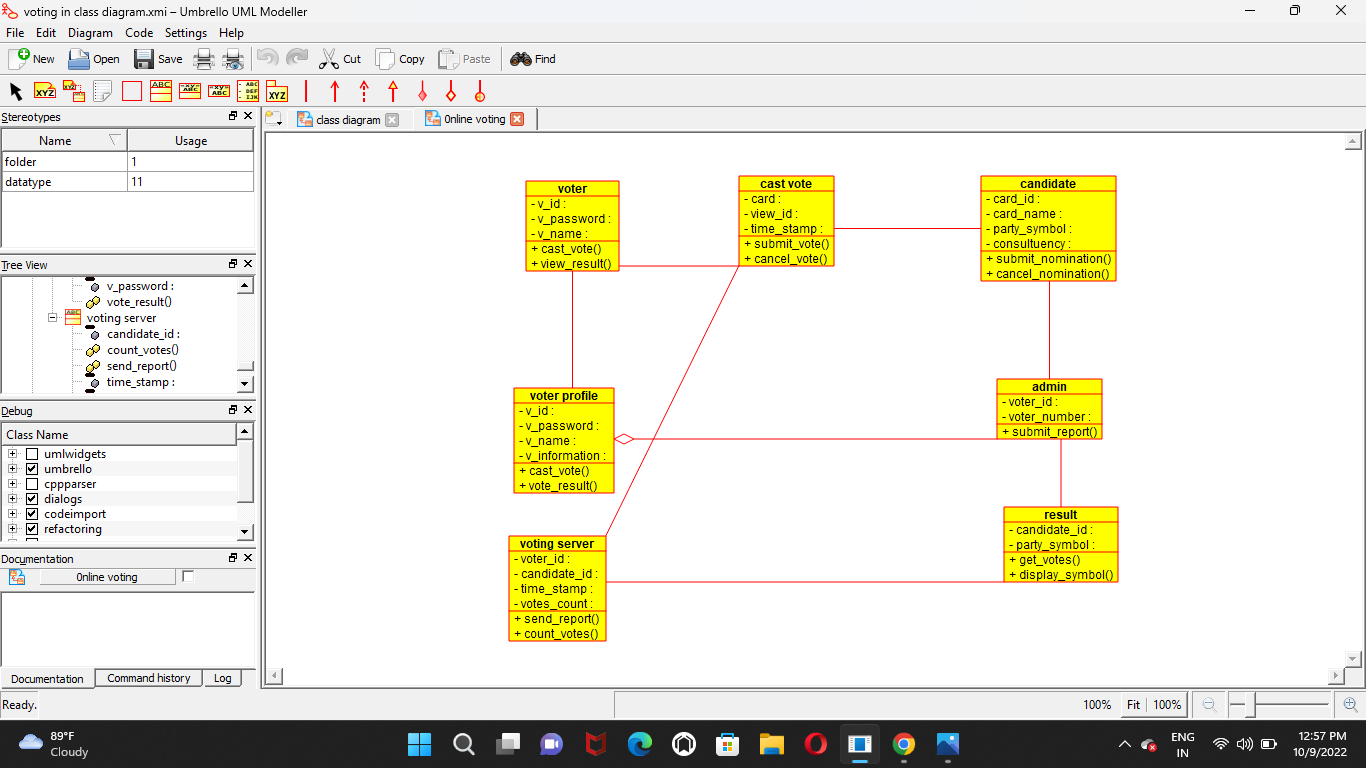 voting in class diagram.xmi – Umbrello UML Modeller
File Edit Diagram Code Settings Help
New Open Save Cut Copy Paste Find
XYZ XYZ ABC -xy= -xy= ABC ABC DEF IJK XYZ
Stereotypes
class diagram 0nline voting
Name Usage
folder 1
datatype 11
Tree View
v_password :
vote_result()
voting server
candidate_id :
count_votes()
send_report()
time_stamp :
Debug
Class Name
umlwidgets
umbrello
cppparser
dialogs
codeimport
refactoring
Documentation
0nline voting
Documentation Command history Log
voter
- v_id :
- v_password :
- v_name :
+ cast_vote()
+ view_result()
cast vote
- card :
- view_id :
- time_stamp :
+ submit_vote()
+ cancel_vote()
candidate
- card_id :
- card_name :
- party_symbol :
- consultuency :
+ submit_nomination()
+ cancel_nomination()
voter profile
- v_id :
- v_password :
- v_name :
- v_information :
+ cast_vote()
+ vote_result()
admin
- voter_id :
- voter_number :
+ submit_report()
voting server
- voter_id :
- candidate_id :
- time_stamp :
- votes_count :
+ send_report()
+ count_votes()
result
- candidate_id :
- party_symbol :
+ get_votes()
+ display_symbol()
Ready.
100% Fit 100%
89°F
Cloudy
ENG
IN
12:57 PM
10/9/2022